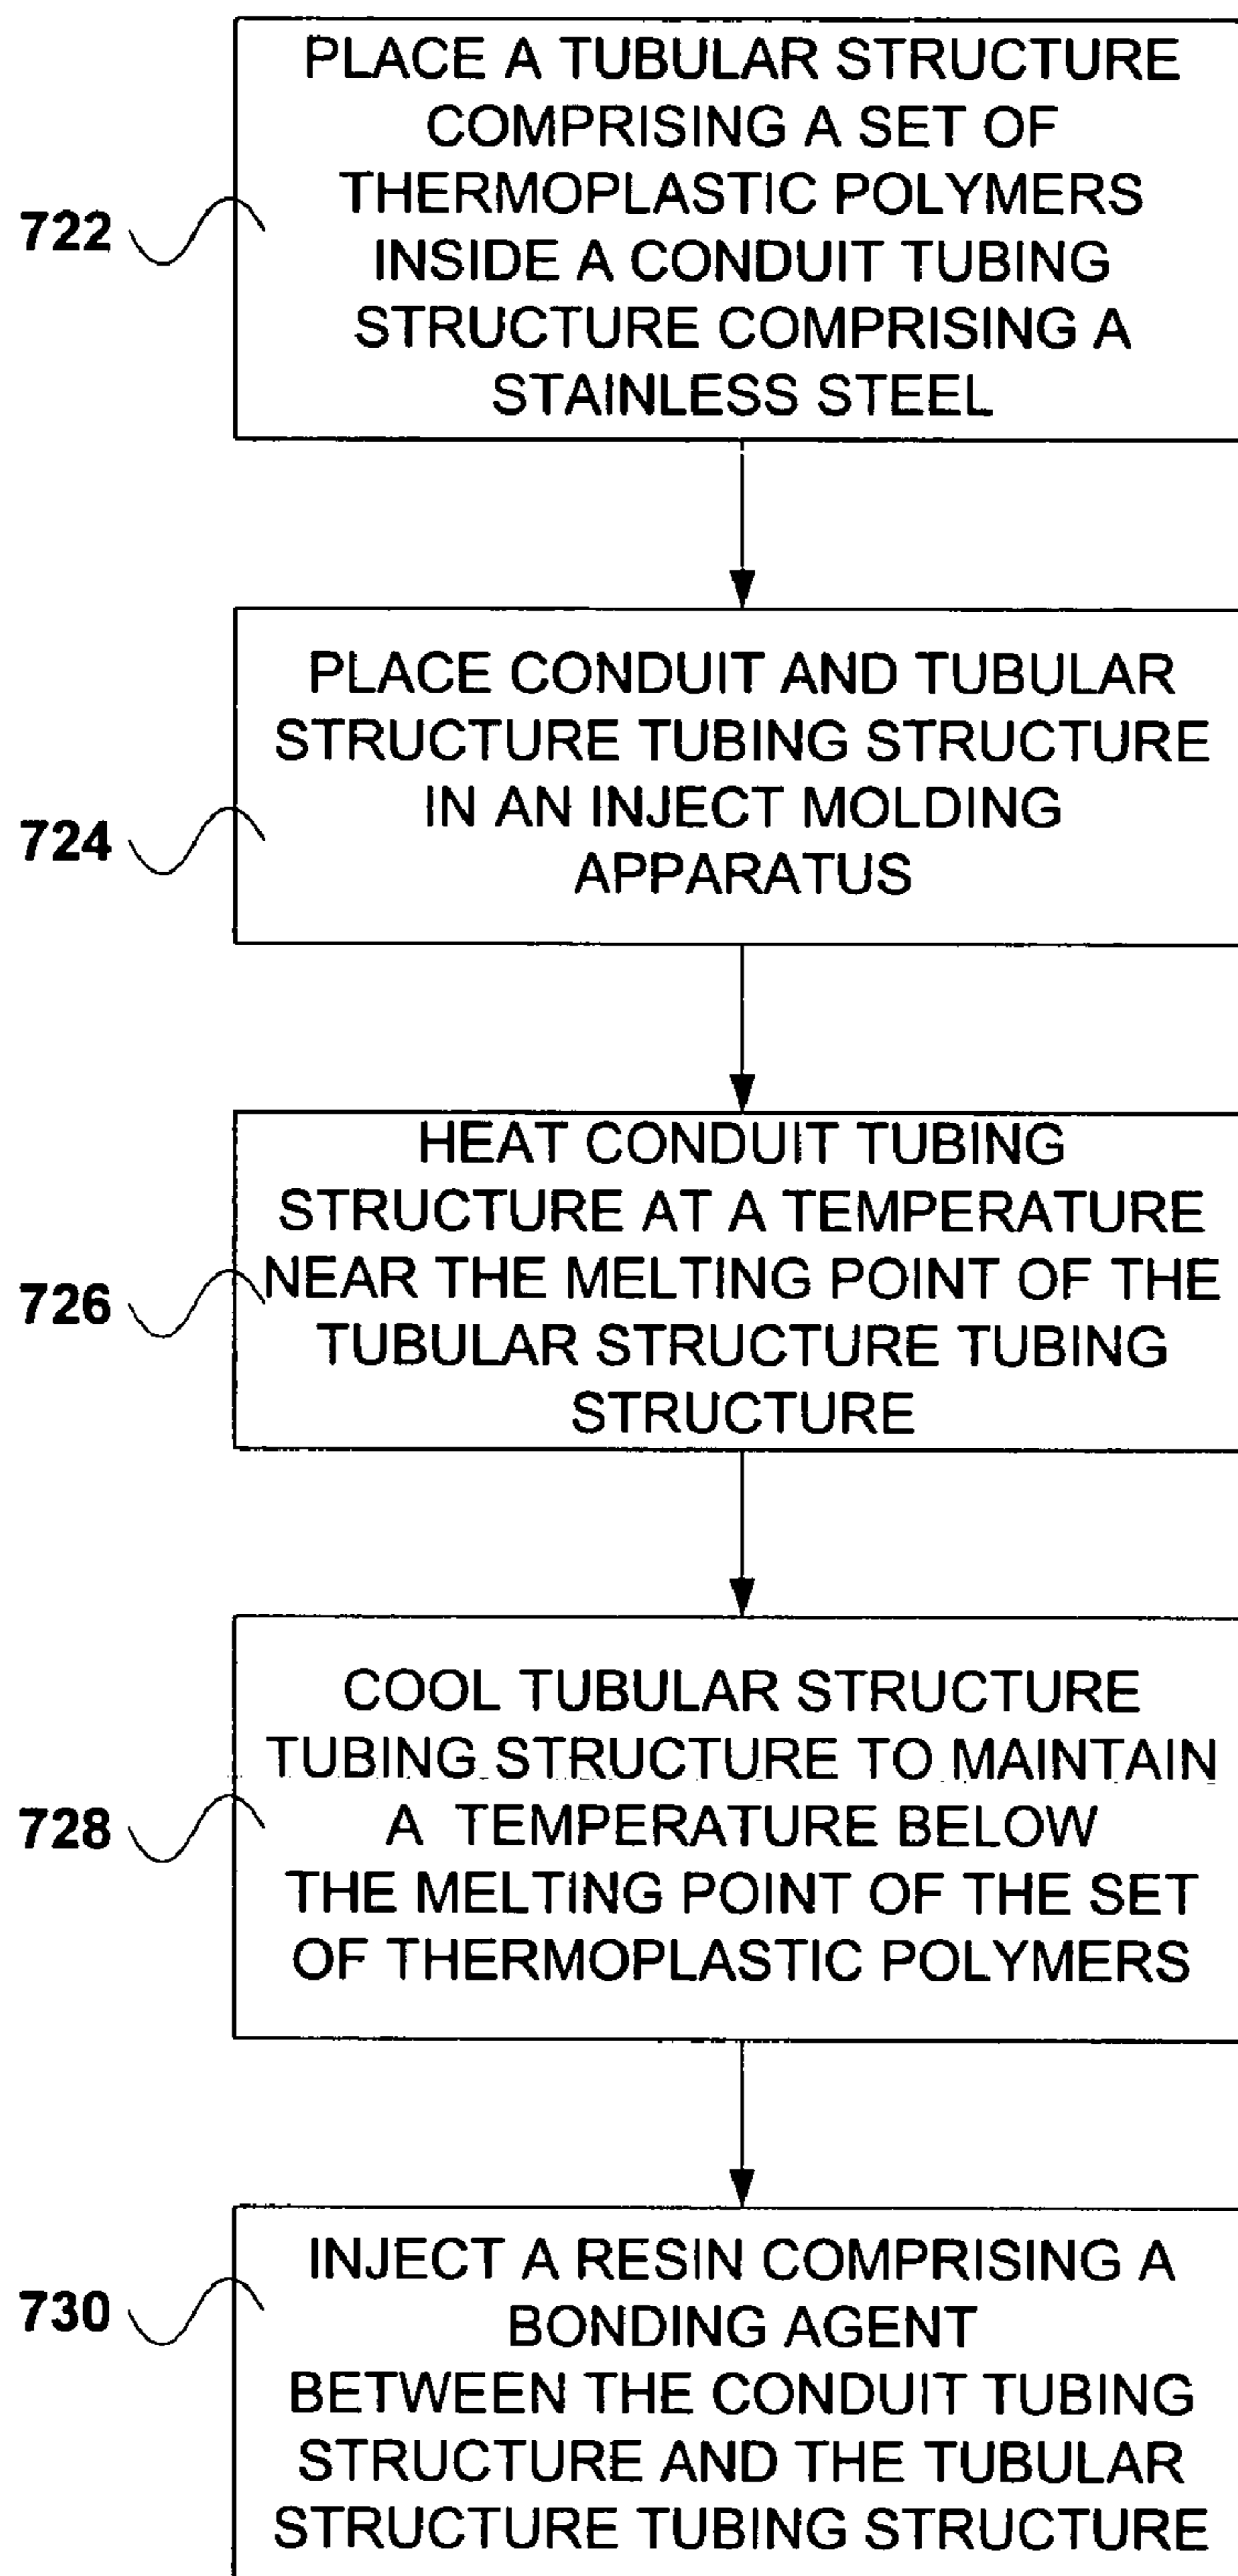 PLACE A TUBULAR STRUCTURE
COMPRISING A SET OF
THERMOPLASTIC POLYMERS
INSIDE A CONDUIT TUBING
STRUCTURE COMPRISING A
STAINLESS STEEL
722
PLACE CONDUIT AND TUBULAR
STRUCTURE TUBING STRUCTURE
IN AN INJECT MOLDING
APPARATUS
724
HEAT CONDUIT TUBING
STRUCTURE AT A TEMPERATURE
NEAR THE MELTING POINT OF THE
TUBULAR STRUCTURE TUBING
STRUCTURE
726
COOL TUBULAR STRUCTURE
TUBING STRUCTURE TO MAINTAIN
A TEMPERATURE BELOW
THE MELTING POINT OF THE SET
OF THERMOPLASTIC POLYMERS
728
INJECT A RESIN COMPRISING A
BONDING AGENT
BETWEEN THE CONDUIT TUBING
STRUCTURE AND THE TUBULAR
STRUCTURE TUBING STRUCTURE
730